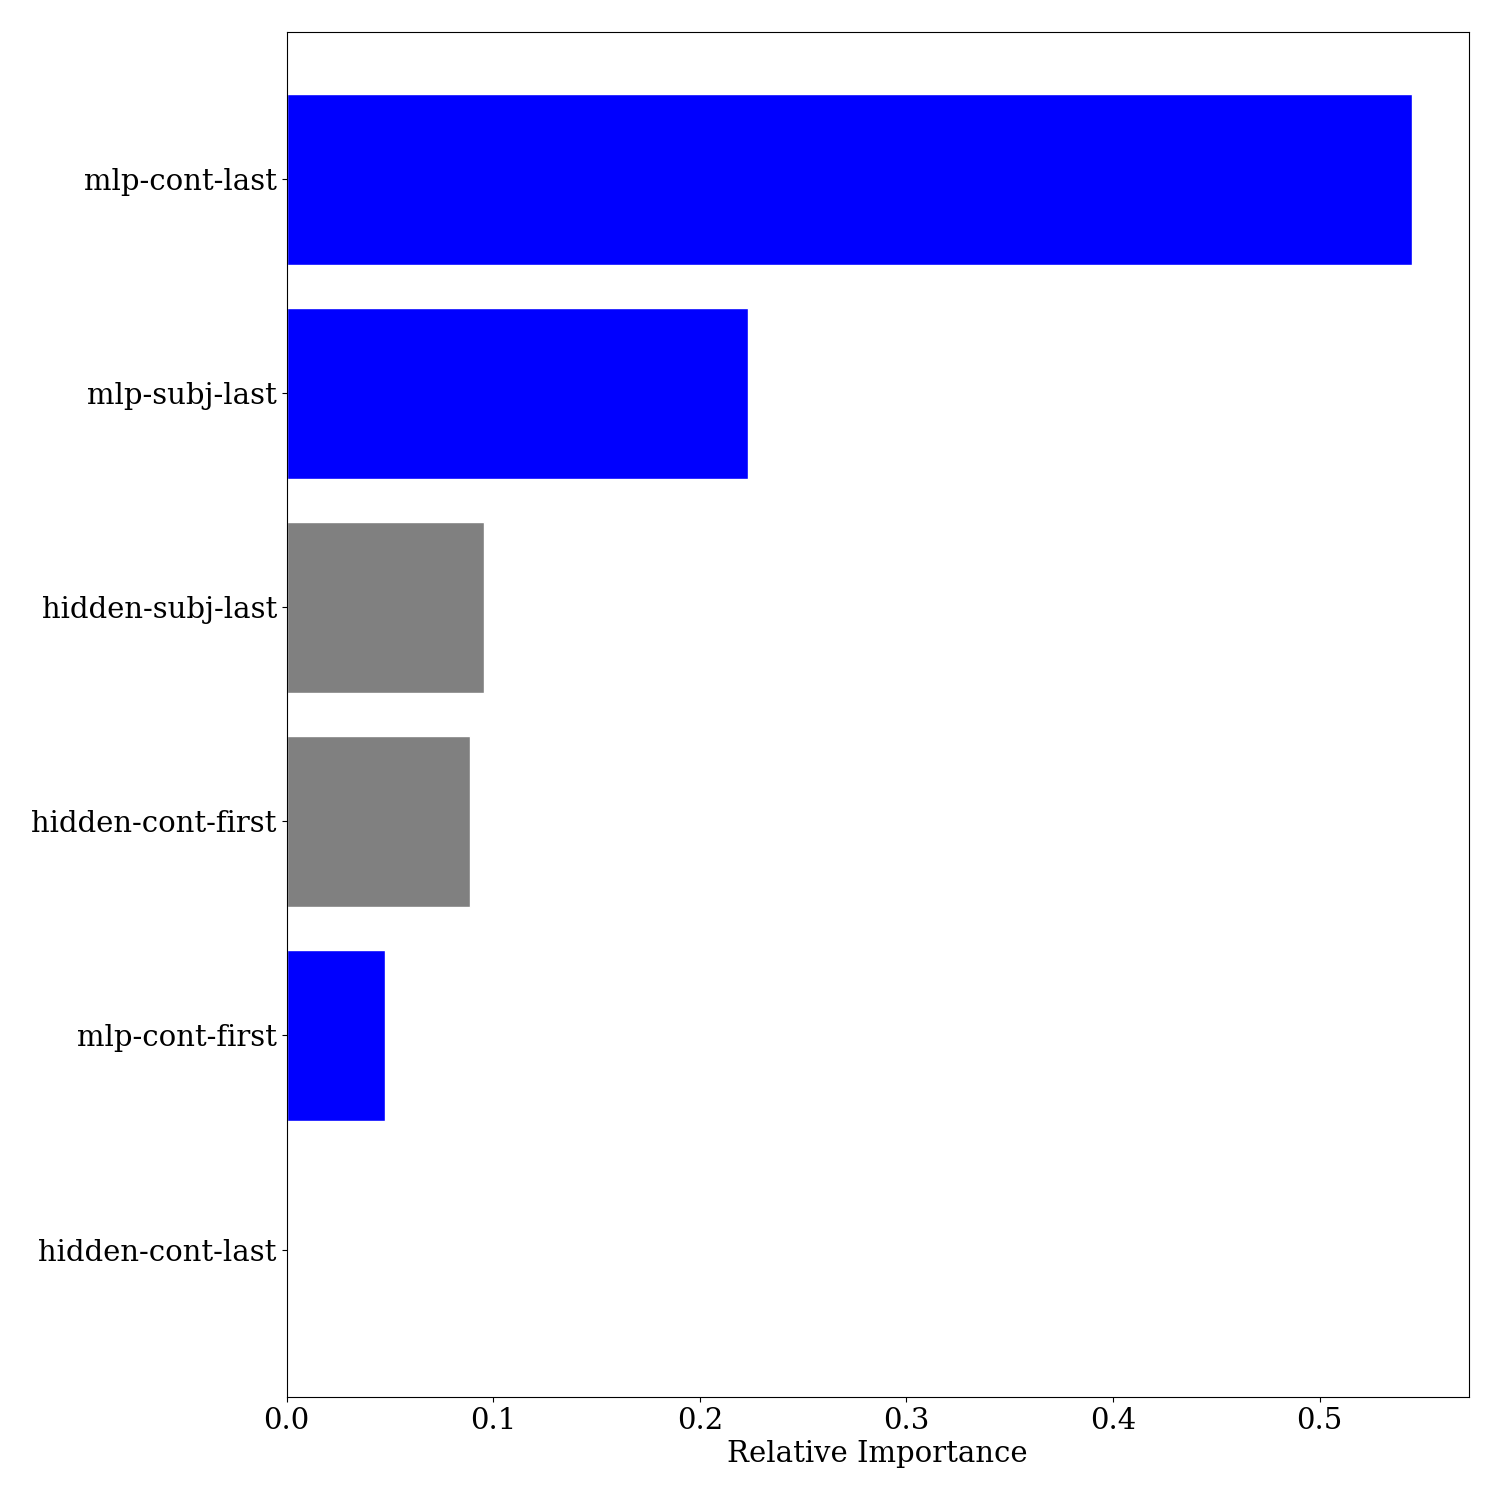 mlp-cont-last
mlp-subj-last
hidden-subj-last
hidden-cont-first
mlp-cont-first
hidden-cont-last
0.0 0.1 0.2 0.3 0.4 0.5
Relative Importance